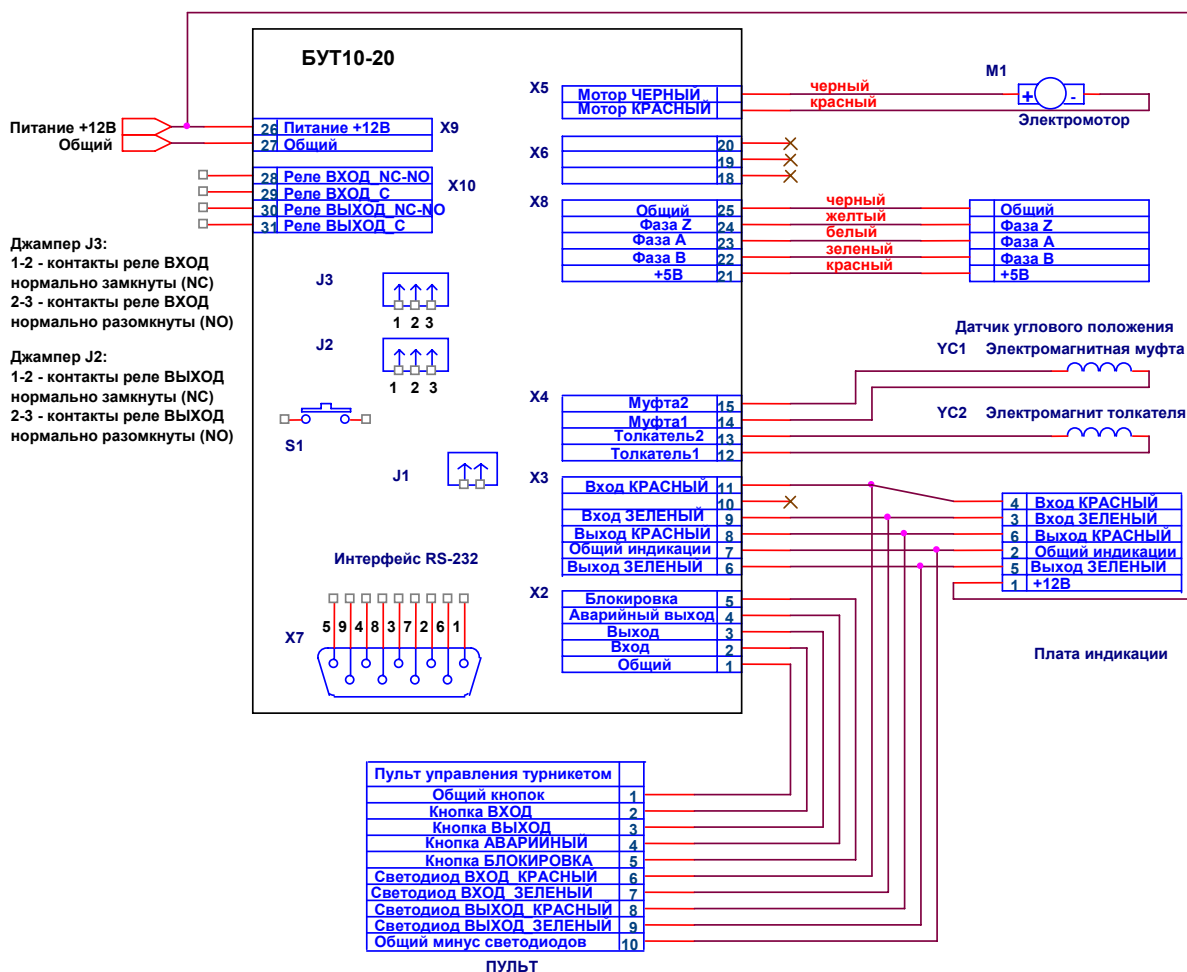 БУТ10-20
Питание +12В
Общий
26 Питание +12В
27 Общий
X9
28 Реле ВХОД_NC-NO
29 Реле ВХОД_C
30 Реле ВЫХОД_NC-NO
31 Реле ВЫХОД_C
X10
Джампер J3:
1-2 - контакты реле ВХОД
нормально замкнуты (NC)
2-3 - контакты реле ВХОД
нормально разомкнуты (NO)
Джампер J2:
1-2 - контакты реле ВЫХОД
нормально замкнуты (NC)
2-3 - контакты реле ВЫХОД
нормально разомкнуты (NO)
J3
1 2 3
J2
1 2 3
S1
J1
Интерфейс RS-232
X7
5 9 4 8 3 7 2 6 1
X5
Мотор ЧЕРНЫЙ
Мотор КРАСНЫЙ
черный
красный
M1
+ -
Электромотор
X6
20
19
18
X8
Общий 25
Фаза Z 24
Фаза A 23
Фаза B 22
+5В 21
черный
желтый
белый
зеленый
красный
Общий
Фаза Z
Фаза A
Фаза B
+5В
Датчик углового положения
YC1 Электромагнитная муфта
YC2 Электромагнит толкателя
X4
Муфта2 15
Муфта1 14
Толкатель2 13
Толкатель1 12
X3
Вход КРАСНЫЙ 11
10
Вход ЗЕЛЕНЫЙ 9
Выход КРАСНЫЙ 8
Общий индикации 7
Выход ЗЕЛЕНЫЙ 6
4 Вход КРАСНЫЙ
3 Вход ЗЕЛЕНЫЙ
6 Выход КРАСНЫЙ
2 Общий индикации
5 Выход ЗЕЛЕНЫЙ
1 +12В
Плата индикации
X2
Блокировка 5
Аварийный выход 4
Выход 3
Вход 2
Общий 1
Пульт управления турникетом
Общий кнопок 1
Кнопка ВХОД 2
Кнопка ВЫХОД 3
Кнопка АВАРИЙНЫЙ 4
Кнопка БЛОКИРОВКА 5
Светодиод ВХОД_КРАСНЫЙ 6
Светодиод ВХОД_ЗЕЛЕНЫЙ 7
Светодиод ВЫХОД_КРАСНЫЙ 8
Светодиод ВЫХОД_ЗЕЛЕНЫЙ 9
Общий минус светодиодов 10
ПУЛЬТ